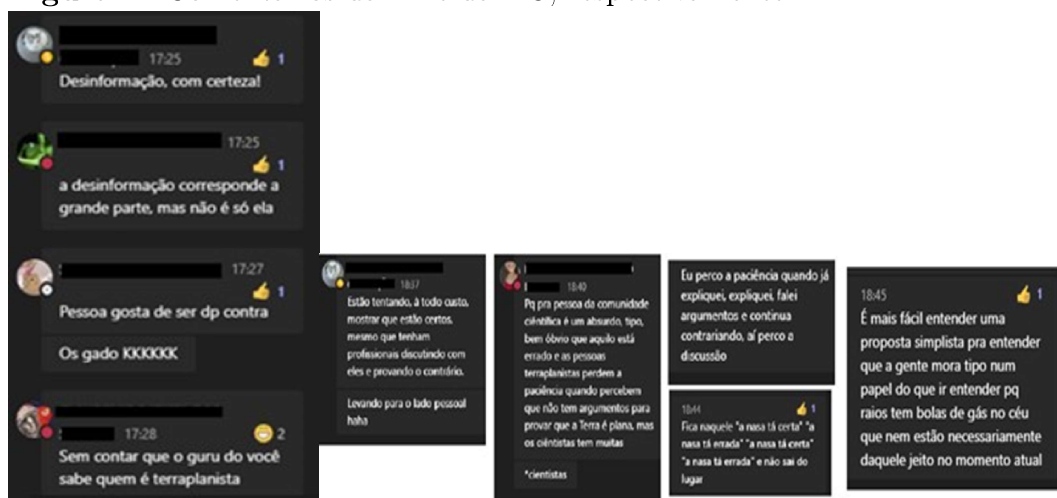 17:25
👍 1
Desinformação, com certeza!
17:25
👍 1
a desinformação corresponde a
grande parte, mas não é só ela
17:27
👍 1
Pessoa gosta de ser dp contra
Os gado KKKKKK
17:28
2
Sem contar que o guru do você
sabe quem é terraplanista
18:37
Estão tentando, à todo custo,
mostrar que estão certos,
mesmo que tenham
profissionais discutindo com
eles e provando o contrário.
Levando para o lado pessoal
haha
18:40
Pq pra pessoa da comunidade
ciêntífica é um absurdo, tipo,
bem óbvio que aquilo está
errado e as pessoas
terraplanistas perdem a
paciência quando percebem
que não tem argumentos para
provar que a Terra é plana, mas
os ciêntistas tem muitas
*cientistas
Eu perco a paciência quando já
expliquei, expliquei, falei
argumentos e continua
contrariando, aí perco a
discussão
18:44
👍 1
Fica naquele "a nasa tá certa" "a
nasa tá errada" "a nasa tá certa"
"a nasa tá errada" e não sai do
lugar
18:45
👍 1
É mais fácil entender uma
proposta simplista pra entender
que a gente mora tipo num
papel do que ir entender pq
raios tem bolas de gás no céu
que nem estão necessariamente
daquele jeito no momento atual